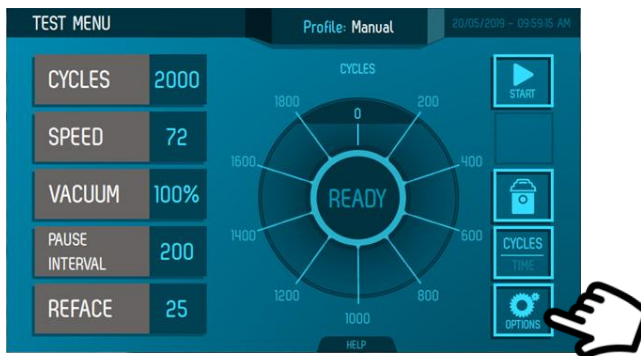 TEST MENU
Profile: Manual
20/05/2019 - 09:59:15 AM
CYCLES 2000
SPEED 72
VACUUM 100%
PAUSE
INTERVAL 200
REFACE 25
CYCLES
0
200
400
600
800
1000
1200
1400
1600
1800
READY
HELP
START
CYCLES
TIME
OPTIONS